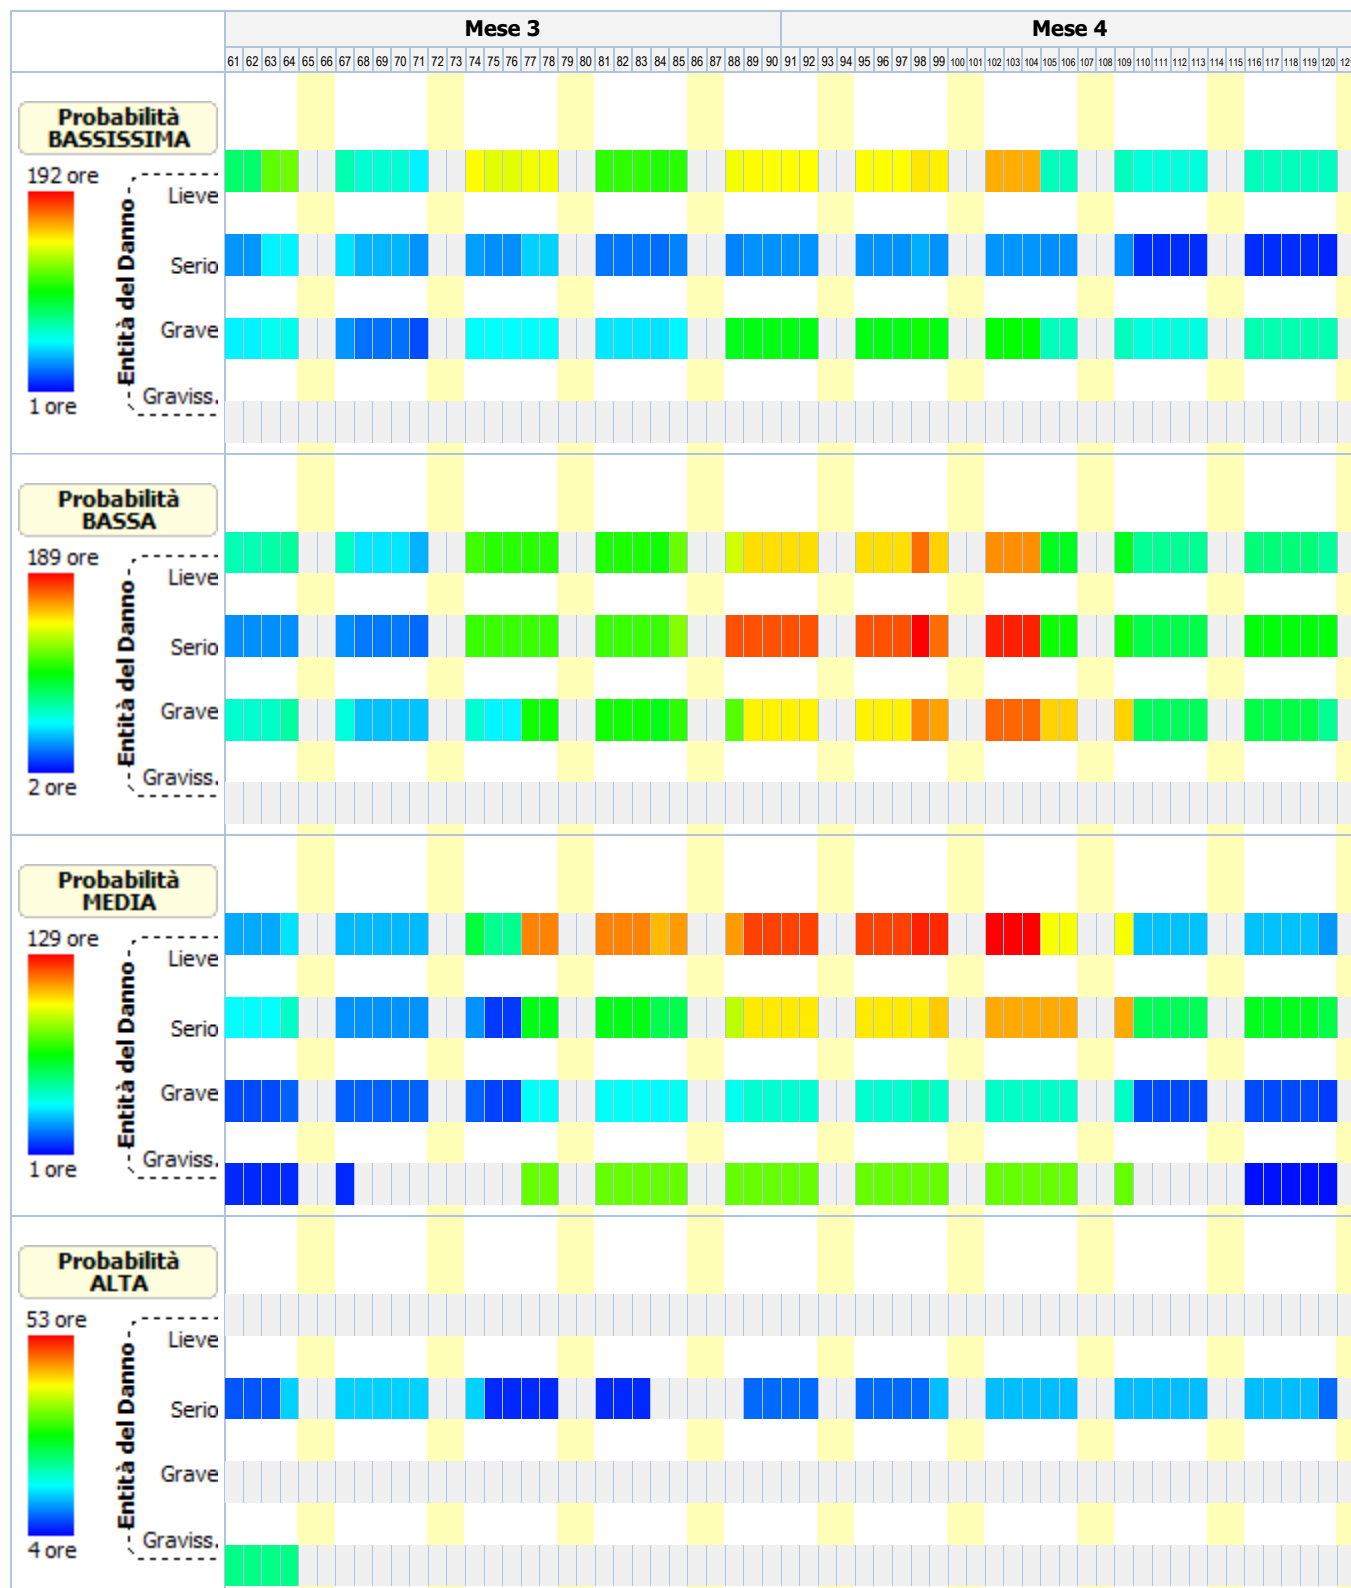 Mese 3 Mese 4
61 62 63 64 65 66 67 68 69 70 71 72 73 74 75 76 77 78 79 80 81 82 83 84 85 86 87 88 89 90 91 92 93 94 95 96 97 98 99 100 101 102 103 104 105 106 107 108 109 110 111 112 113 114 115 116 117 118 119 120
Probabilità
BASSISSIMA
192 ore
1 ore
Entità del Danno
Lieve
Serio
Grave
Graviss.
Probabilità
BASSA
189 ore
2 ore
Entità del Danno
Lieve
Serio
Grave
Graviss.
Probabilità
MEDIA
129 ore
1 ore
Entità del Danno
Lieve
Serio
Grave
Graviss.
Probabilità
ALTA
53 ore
4 ore
Entità del Danno
Lieve
Serio
Grave
Graviss.